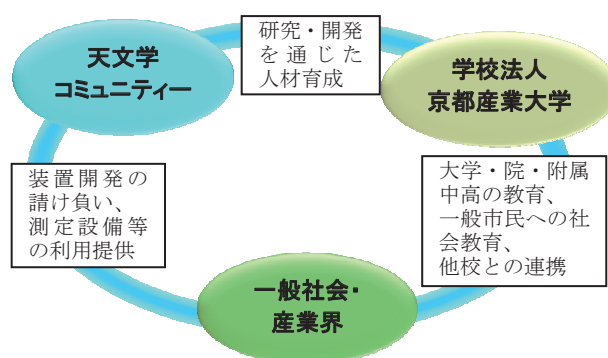 研究・開発
を通じた
人材育成
天文学
コミュニティー
学校法人
京都産業大学
装置開発の
請け負い、
測定設備等
の利用提供
大学・院・附属
中高の教育、
一般市民への社
会教育、
他校との連携
一般社会・
産業界